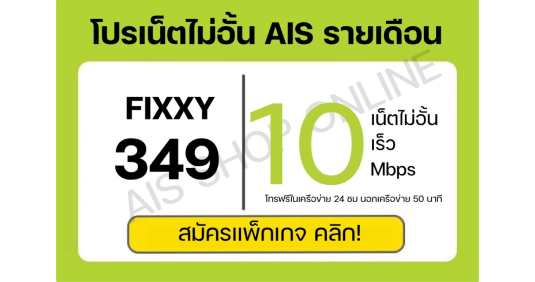 โปรเน็ตไม่อั้น AIS รายเดือน
FIXXY
349
10
เน็ตไม่อั้น
เร็ว
Mbps
โทรฟรีในเครือข่าย 24 ชม นอกเครือข่าย 50 นาที
สมัครแพ็กเกจ คลิก!
AIS SHOP ONLINE